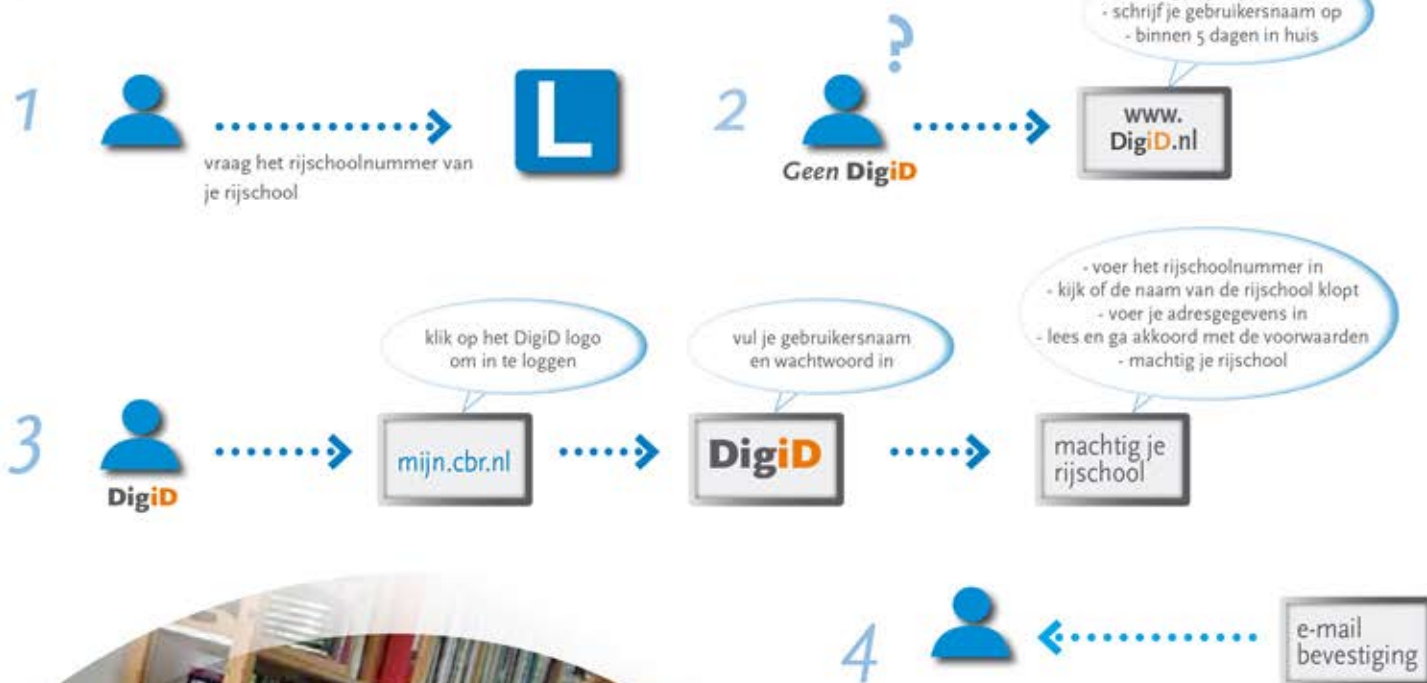 - schrijf je gebruikersnaam op
- binnen 5 dagen in huis
1
vraag het rijschoolnummer van
je rijschool
L
2
?
Geen DigiD
www.
DigiD.nl
3
DigiD
klik op het DigiD logo
om in te loggen
mijn.cbr.nl
vul je gebruikersnaam
en wachtwoord in
DigiD
- voer het rijschoolnummer in
- kijk of de naam van de rijschool klopt
- voer je adresgegevens in
- lees en ga akkoord met de voorwaarden
- machtig je rijschool
machtig je
rijschool
4
e-mail
bevestiging